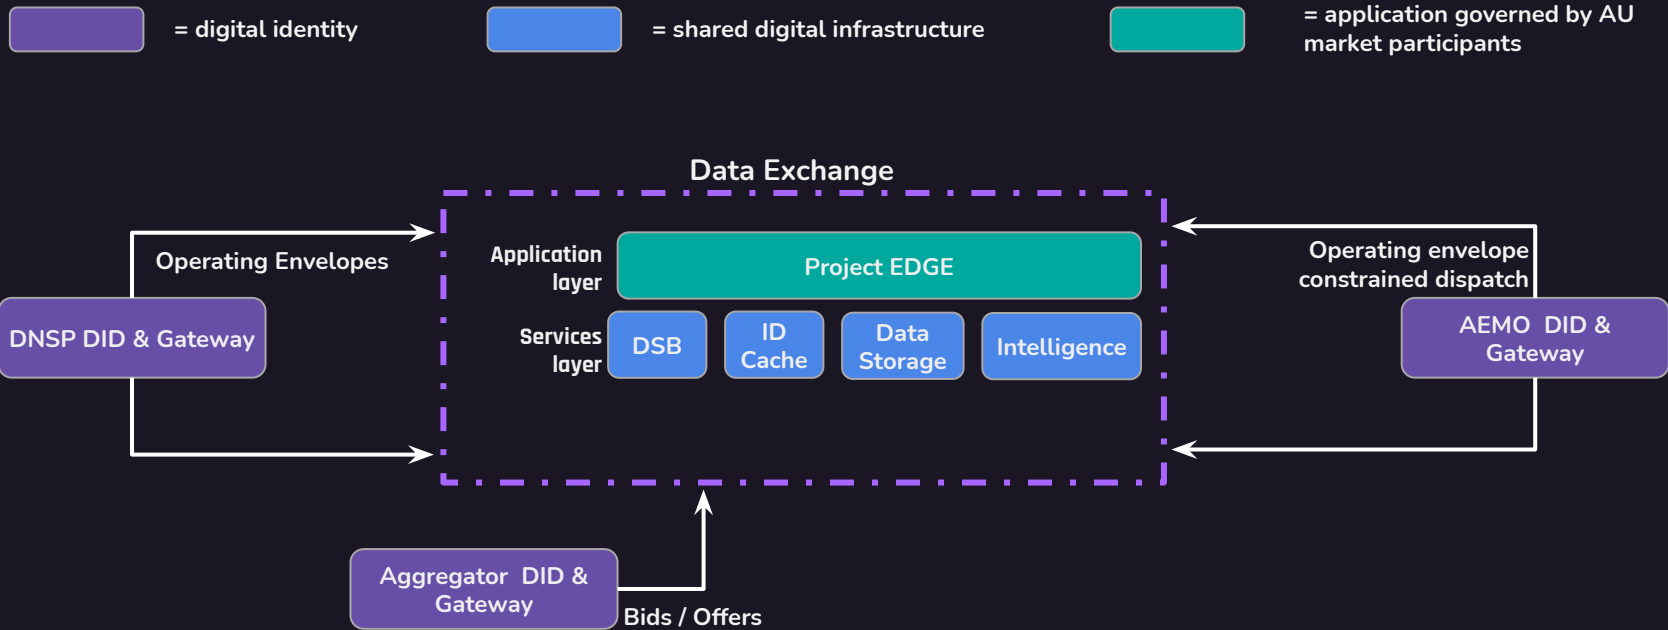 = digital identity
= shared digital infrastructure
= application governed by AU
market participants
Data Exchange
Operating Envelopes
DNSP DID & Gateway
Application
layer
Project EDGE
Services
layer
DSB
ID
Cache
Data
Storage
Intelligence
Operating envelope
constrained dispatch
AEMO DID &
Gateway
Aggregator DID &
Gateway
Bids / Offers